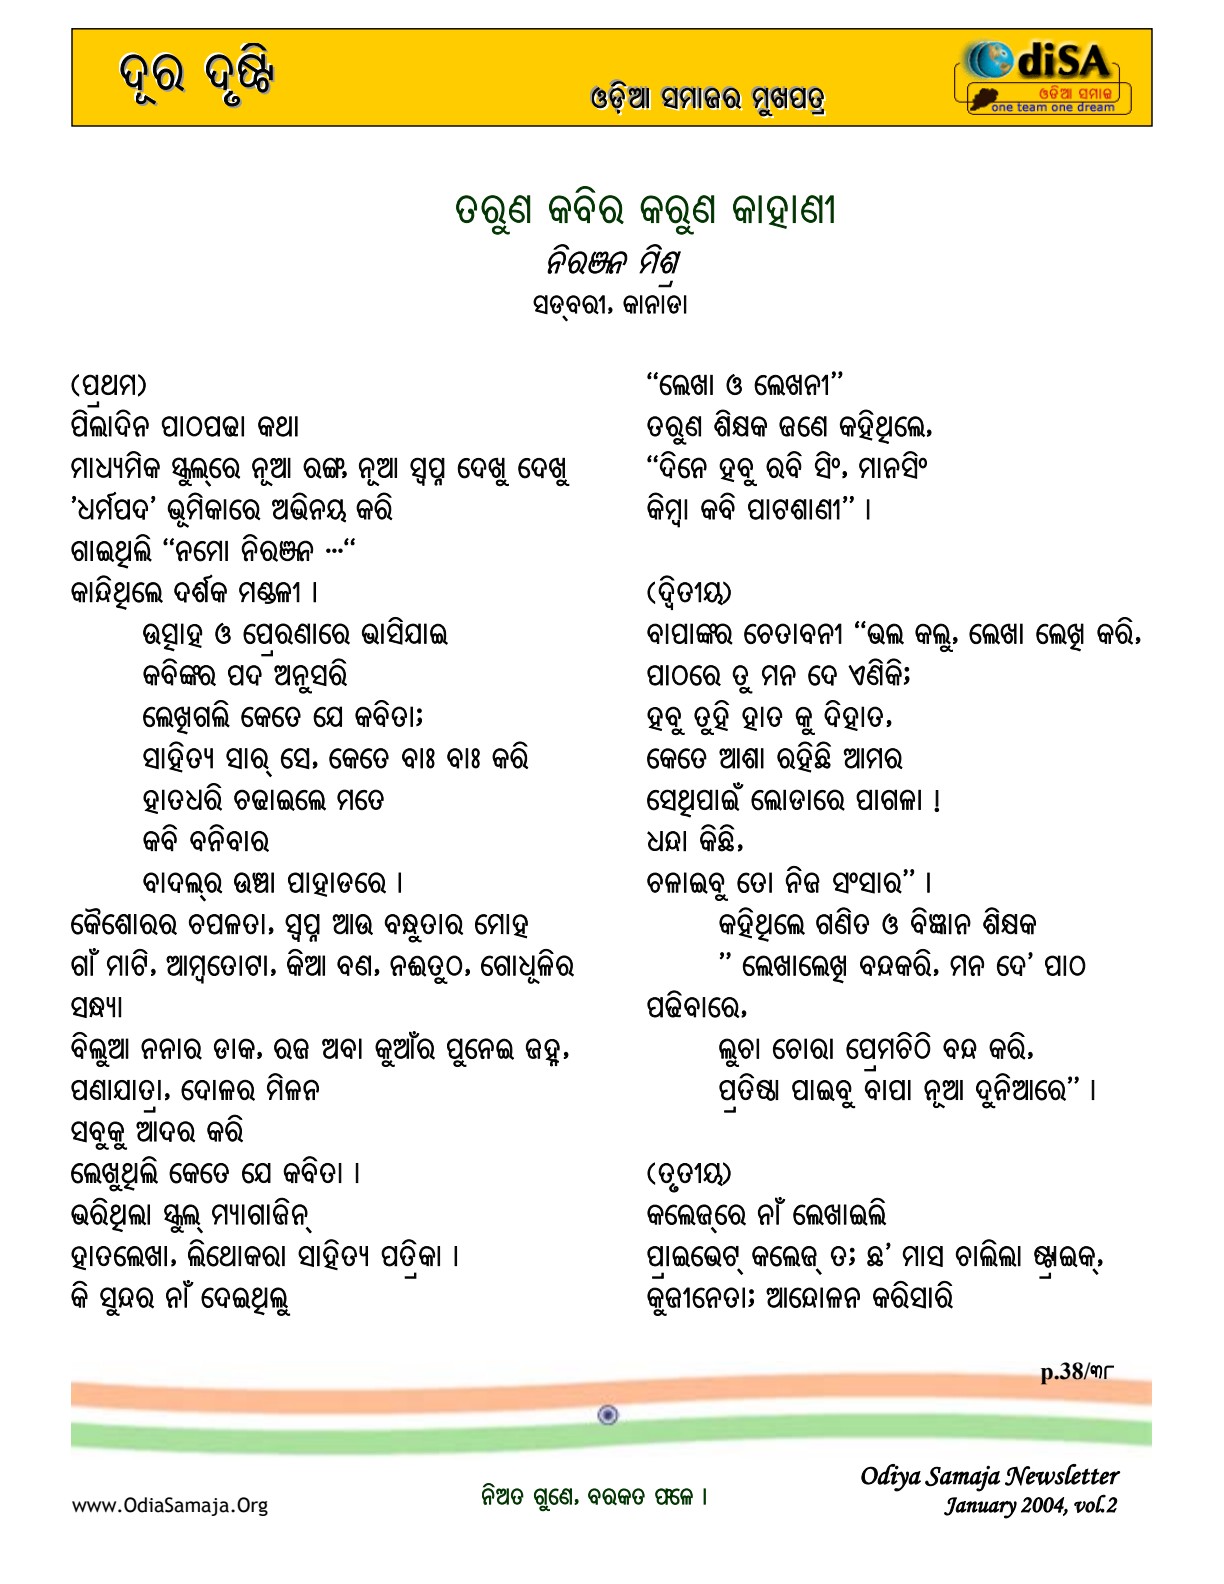 ଦୂର ଦୃଷ୍ଟି
ଓଡ଼ିଆ ସମାଜର ମୁଖପତ୍ର
OdiSA
ଓଡିଆ ସମାଜ
one team one dream
ତରୁଣ କବିର କରୁଣ କାହାଣୀ
ନିରଞ୍ଜନ ମିଶ୍ର
ସଡ୍‌ବରୀ, କାନାଡା
(ପ୍ରଥମ)
ପିଲାଦିନ ପାଠପଢା କଥା
ମାଧ୍ୟମିକ ସ୍କୁଲ୍‌ରେ ନୂଆ ରଙ୍ଗ, ନୂଆ ସ୍ୱପ୍ନ ଦେଖୁ ଦେଖୁ
’ଧର୍ମପଦ’ ଭୂମିକାରେ ଅଭିନୟ କରି
ଗାଇଥିଲି “ନମୋ ନିରଞ୍ଜନ ...“
କାନ୍ଦିଥିଲେ ଦର୍ଶକ ମଣ୍ଡଳୀ ।
ଉତ୍ସାହ ଓ ପ୍ରେରଣାରେ ଭାସିଯାଇ
କବିଙ୍କର ପଦ ଅନୁସରି
ଲେଖିଗଲି କେତେ ଯେ କବିତା;
ସାହିତ୍ୟ ସାର୍ ସେ, କେତେ ବାଃ ବାଃ କରି
ହାତଧରି ଚଢାଇଲେ ମତେ
କବି ବନିବାର
ବାଦଲ୍‌ର ଉଞ୍ଚା ପାହାଡରେ ।
କୈଶୋରର ଚପଳତା, ସ୍ୱପ୍ନ ଆଉ ବନ୍ଧୁତାର ମୋହ
ଗାଁ ମାଟି, ଆମ୍ବତୋଟା, କିଆ ବଣ, ନଈତୁଠ, ଗୋଧୂଳିର
ସନ୍ଧ୍ୟା
ବିଲୁଆ ନନାର ଡାକ, ରଜ ଅବା କୁଆଁର ପୁନେଇ ଜହ୍ନ,
ପଣାଯାତ୍ରା, ଦୋଳର ମିଳନ
ସବୁକୁ ଆଦର କରି
ଲେଖୁଥିଲି କେତେ ଯେ କବିତା ।
ଭରିଥିଲା ସ୍କୁଲ୍ ମ୍ୟାଗାଜିନ୍
ହାତଲେଖା, ଲିଥୋକରା ସାହିତ୍ୟ ପତ୍ରିକା ।
କି ସୁନ୍ଦର ନାଁ ଦେଇଥିଲୁ
“ଲେଖା ଓ ଲେଖନୀ”
ତରୁଣ ଶିକ୍ଷକ ଜଣେ କହିଥିଲେ,
“ଦିନେ ହବୁ ରବି ସିଂ, ମାନସିଂ
କିମ୍ବା କବି ପାଟଶାଣୀ” ।
(ଦ୍ୱିତୀୟ)
ବାପାଙ୍କର ଚେତାବନୀ “ଭଲ କଲୁ, ଲେଖା ଲେଖି କରି,
ପାଠରେ ତୁ ମନ ଦେ ଏଣିକି;
ହବୁ ତୁହି ହାତ କୁ ଦିହାତ,
କେତେ ଆଶା ରହିଛି ଆମର
ସେଥିପାଇଁ ଲୋଡାରେ ପାଗଳା !
ଧନ୍ଦା କିଛି,
ଚଳାଇବୁ ତୋ ନିଜ ସଂସାର” ।
କହିଥିଲେ ଗଣିତ ଓ ବିଜ୍ଞାନ ଶିକ୍ଷକ
” ଲେଖାଲେଖି ବନ୍ଦକରି, ମନ ଦେ’ ପାଠ
ପଢିବାରେ,
ଲୁଚା ଚୋରା ପ୍ରେମଚିଠି ବନ୍ଦ କରି,
ପ୍ରତିଷ୍ଠା ପାଇବୁ ବାପା ନୂଆ ଦୁନିଆରେ” ।
(ତୃତୀୟ)
କଲେଜ୍‌ରେ ନାଁ ଲେଖାଇଲି
ପ୍ରାଇଭେଟ୍ କଲେଜ୍ ତ; ଛ’ ମାସ ଚାଲିଲା ଷ୍ଟ୍ରାଇକ୍,
କୁଜୀନେତା; ଆନ୍ଦୋଳନ କରିସାରି
p.38/୩୮
www.OdiaSamaja.Org
ନିଅତ ଗୁଣେ, ବରକତ ଫଳେ ।
Odiya Samaja Newsletter
January 2004, vol.2